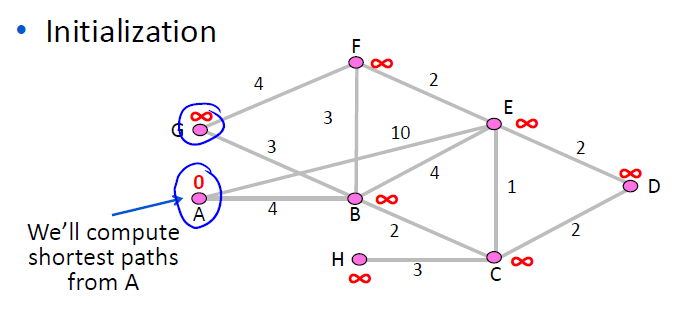 • Initialization
F ∞
4
2
E
∞
∞
3
10
G
3
2
∞
0
4
1
D
A
4
∞
B
2
2
We'll compute
shortest paths
from A
H
∞
3
C
∞